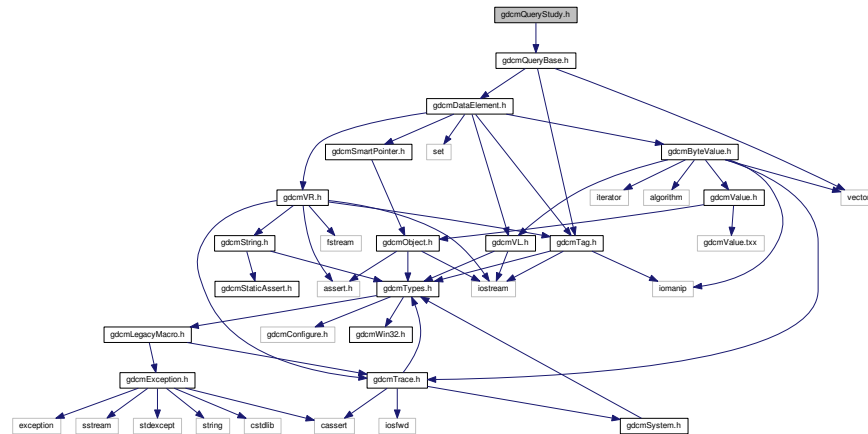 gdcmQueryStudy.h
gdcmQueryBase.h
gdcmDataElement.h
gdcmSmartPointer.h
set
gdcmByteValue.h
gdcmVR.h
iterator
algorithm
gdcmValue.h
vector
gdcmString.h
fstream
gdcmObject.h
gdcmVL.h
gdcmTag.h
gdcmValue.txx
gdcmStaticAssert.h
assert.h
gdcmTypes.h
iostream
iomanip
gdcmLegacyMacro.h
gdcmConfigure.h
gdcmWin32.h
gdcmException.h
gdcmTrace.h
exception
sstream
stdexcept
string
cstdlib
cassert
iosfwd
gdcmSystem.h